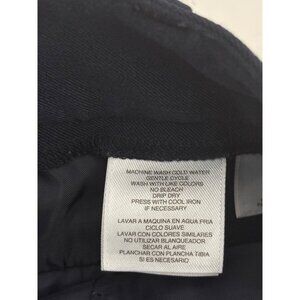 MACHINE WASH COLD WATER
GENTLE CYCLE
WASH WITH LIKE COLORS
NO BLEACH
DRIP DRY
PRESS WITH COOL IRON
IF NECESSARY
LAVAR A MAQUINA EN AGUA FRIA
CICLO SUAVE
LAVAR CON COLORES SIMILARES
NO UTILIZAR BLANQUEADOR
SECAR AL AIRE
PLANCHAR CON PLANCHA TIBIA
SI ES NECESARIO